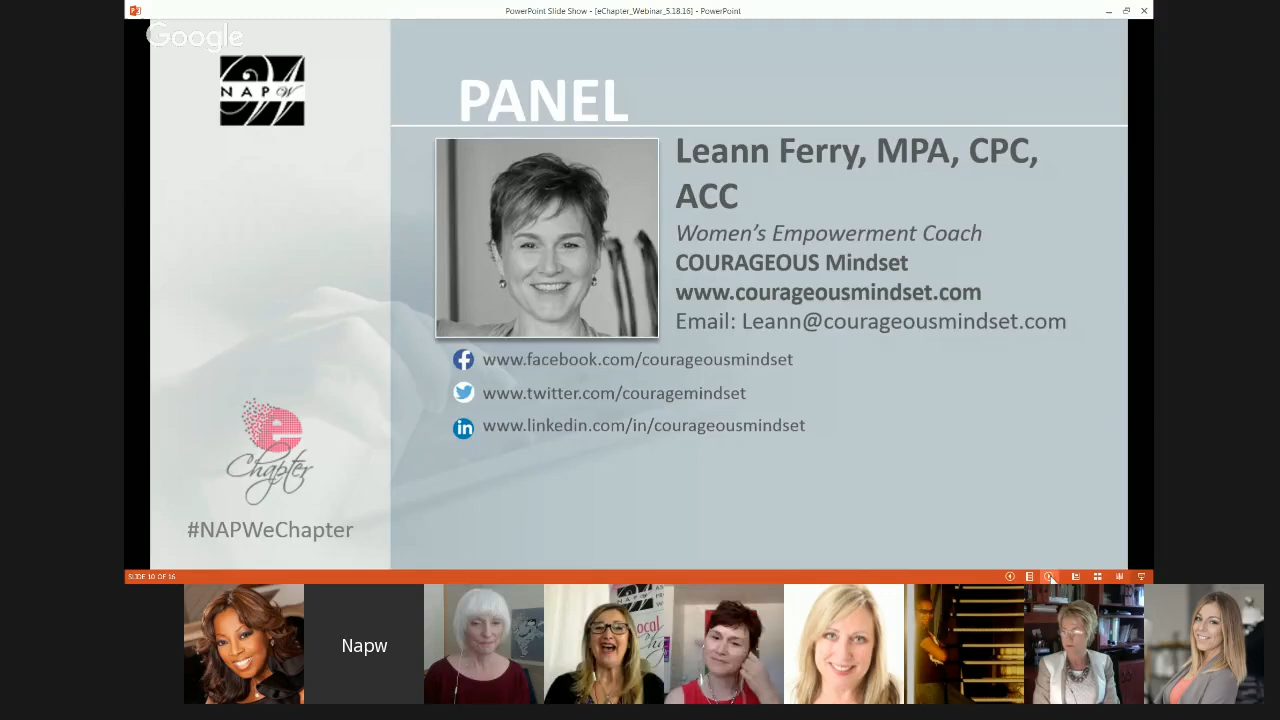 PowerPoint Slide Show - [eChapter_Webinar_5.18.16] - PowerPoint
Google
NAPW
PANEL
Leann Ferry, MPA, CPC,
ACC
Women's Empowerment Coach
COURAGEOUS Mindset
www.courageousmindset.com
Email: Leann@courageousmindset.com
www.facebook.com/courageousmindset
www.twitter.com/couragemindset
www.linkedin.com/in/courageousmindset
e
Chapter
#NAPWeChapter
SLIDE 10 OF 16
Napw
NAPW